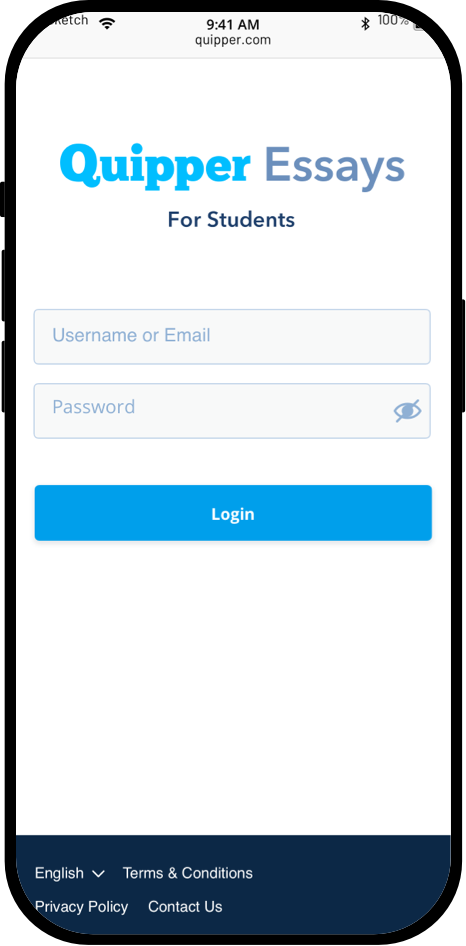 9:41 AM
100%
quipper.com
Quipper Essays
For Students
Username or Email
Password
Login
English Terms & Conditions
Privacy Policy Contact Us